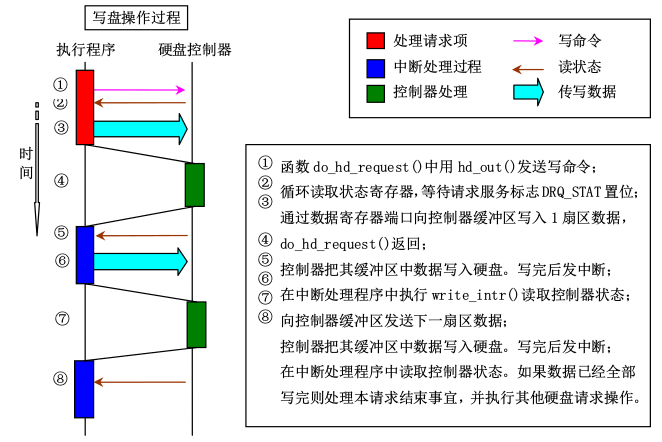 写盘操作过程
执行程序
硬盘控制器
①
②
③
④
⑤
⑥
⑦
⑧
时间
处理请求项
写命令
中断处理过程
读状态
控制器处理
传写数据
① 函数 do_hd_request()中用 hd_out()发送写命令；
② 循环读取状态寄存器，等待请求服务标志 DRQ_STAT 置位；
③ 通过数据寄存器端口向控制器缓冲区写入 1 扇区数据，
④ do_hd_request()返回；
⑤ 控制器把其缓冲区中数据写入硬盘。写完后发中断；
⑥ 在中断处理程序中执行 write_intr()读取控制器状态；
⑦ 向控制器缓冲区发送下一扇区数据；
⑧ 控制器把其缓冲区中数据写入硬盘。写完后发中断；
在中断处理程序中读取控制器状态。如果数据已经全部
写完则处理本请求结束事宜，并执行其他硬盘请求操作。